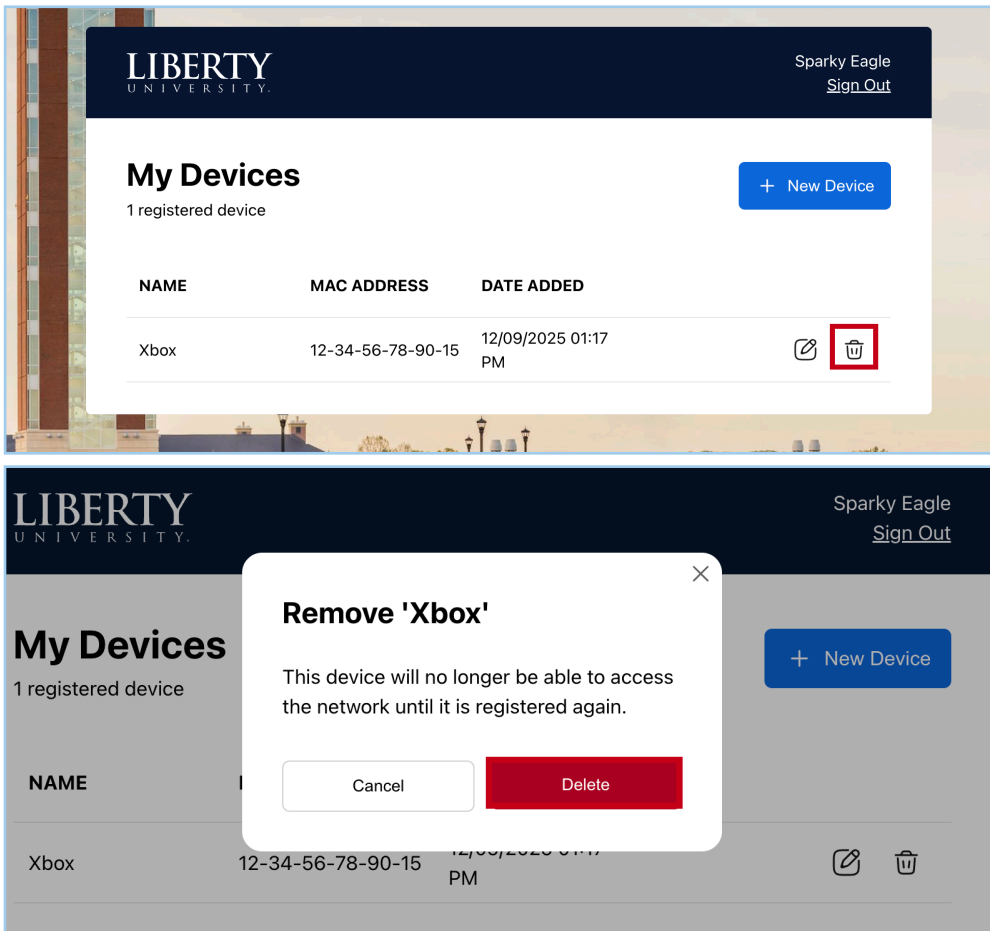 LIBERTY
UNIVERSITY.
Sparky Eagle
Sign Out
My Devices
1 registered device
+ New Device
NAME MAC ADDRESS DATE ADDED
Xbox 12-34-56-78-90-15 12/09/2025 01:17
PM
LIBERTY
UNIVERSITY.
Sparky Eagle
Sign Out
My Devices
1 registered device
+ New Device
Remove 'Xbox'
This device will no longer be able to access
the network until it is registered again.
Cancel Delete
NAME
Xbox 12-34-56-78-90-15
PM